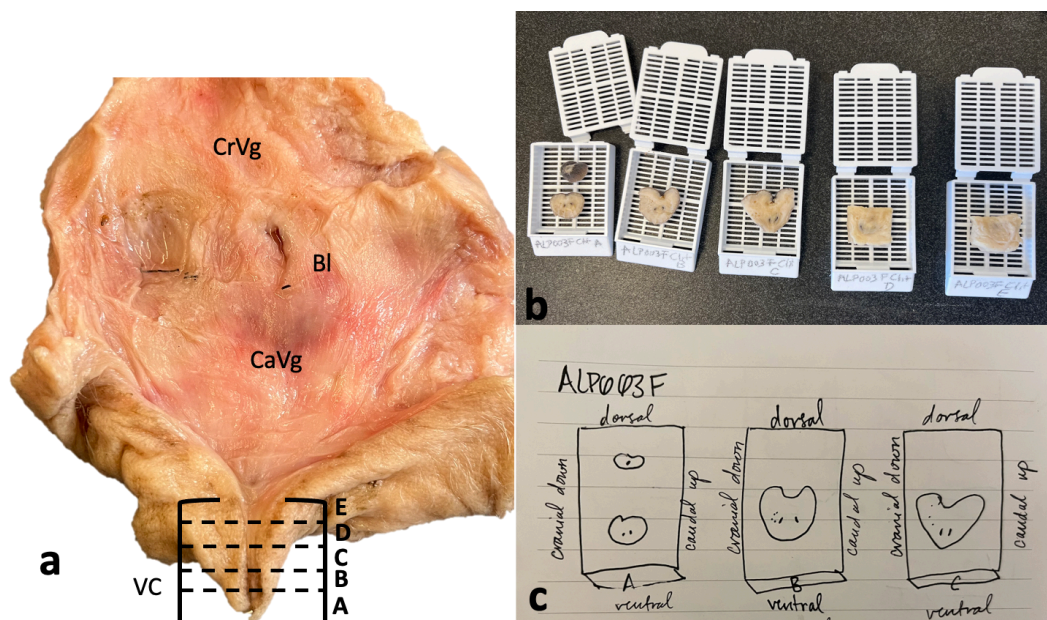 CrVg
Bl
CaVg
E
D
C
B
A
VC
a
ALP003F Clit A
ALP003F Clit
B
ALP003F Clit
C
ALP003 F Clit
D
ALP003F Clit
E
b
ALP003F
dorsal
dorsal
dorsal
cranial down
caudal up
cranial down
caudal up
cranial down
caudal up
A
B
C
ventral
ventral
ventral
c